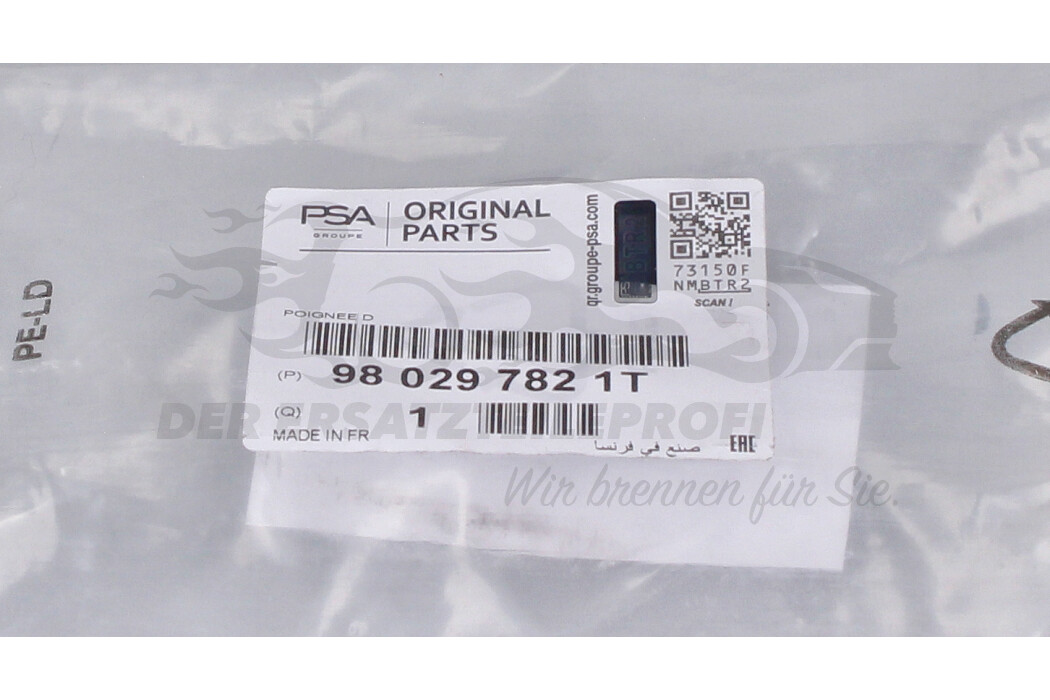 PSA
GROUPE
ORIGINAL
PARTS
qr.groupe-psa.com
BTR2
73150F
NMBTR2
SCAN!
POIGNEE D
(P) 98 029 782 1T
(Q) 1
MADE IN FR
صنع في فرنسا
EAC
PE-LD
DER ERSATZTEILEPROFI
Wir brennen für Sie.